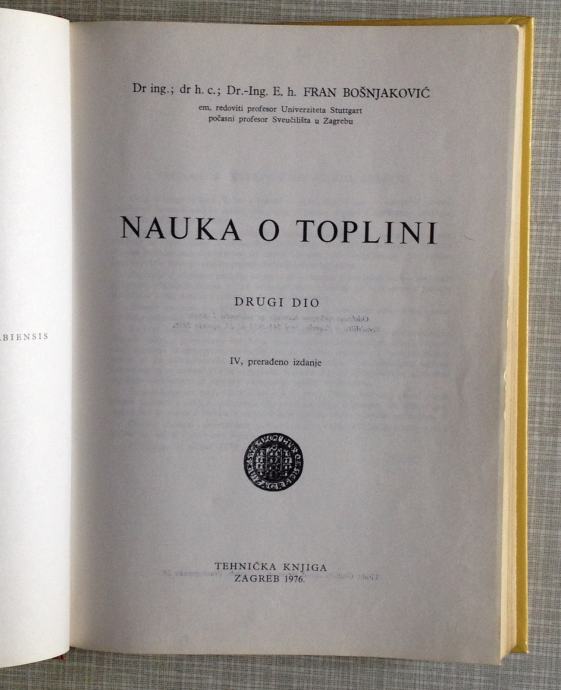 Dr ing.; dr h. c.; Dr.-Ing. E. h. FRAN BOŠNJAKOVIĆ
em. redoviti profesor Univerziteta Stuttgart
počasni profesor Sveučilišta u Zagrebu
NAUKA O TOPLINI
DRUGI DIO
IV, prerađeno izdanje
TEHNIČKA KNJIGA
ZAGREB 1976.
BIENSIS